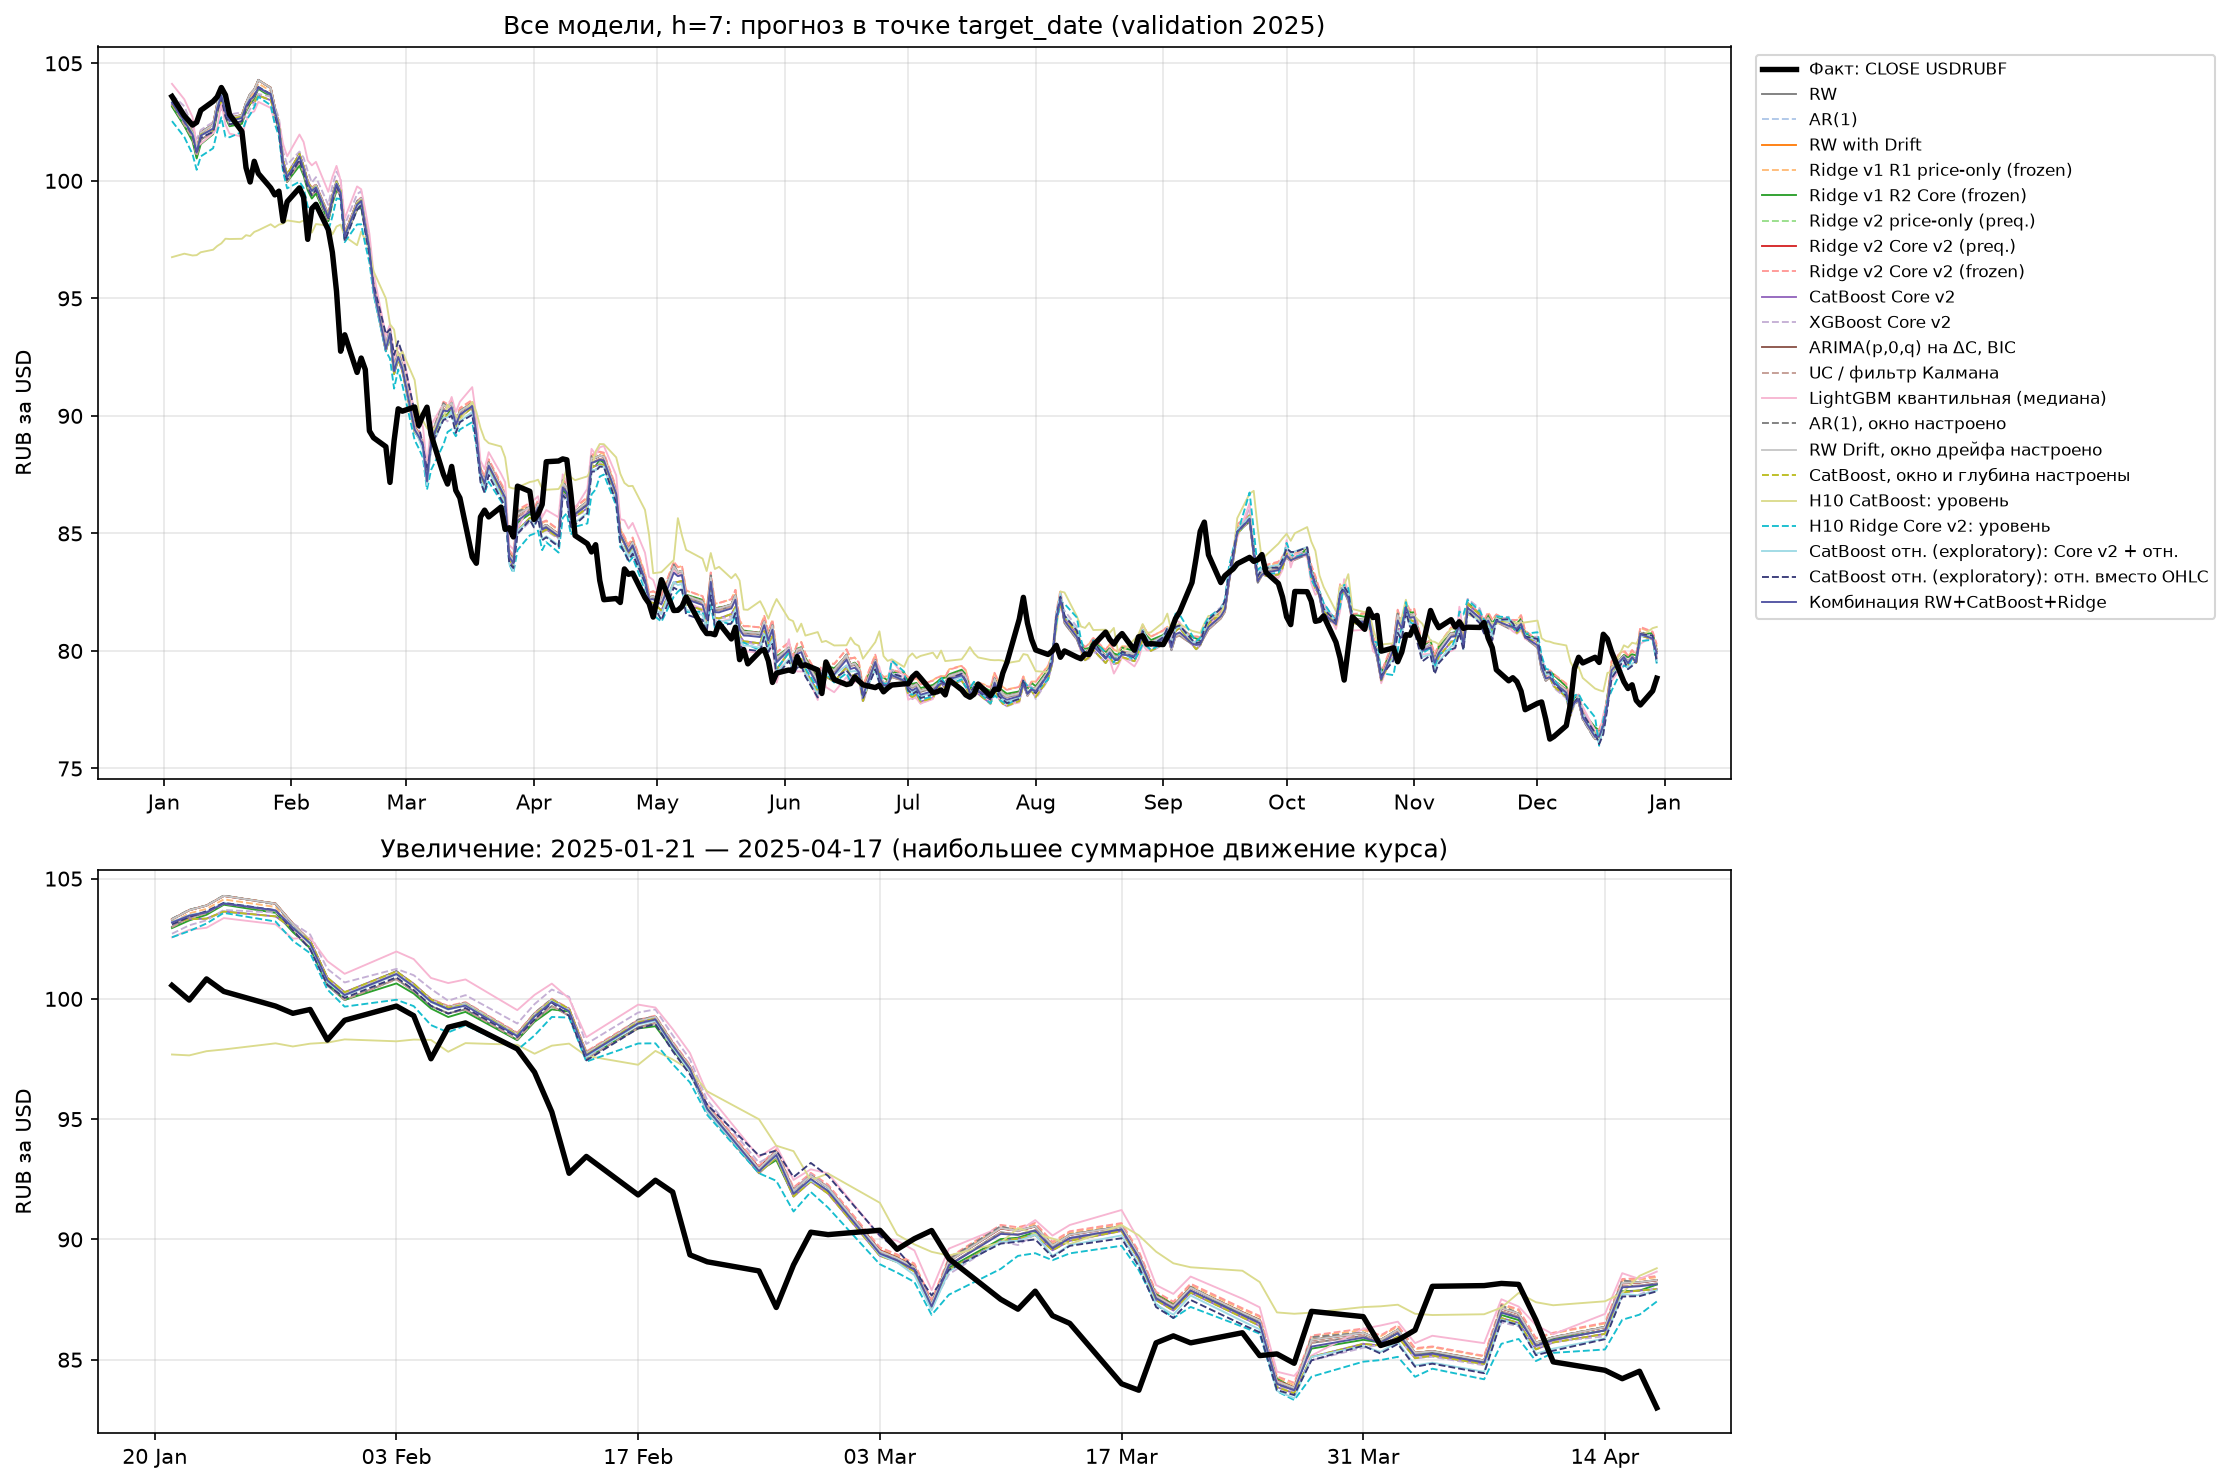 Все модели, h=7: прогноз в точке target_date (validation 2025)
105
100
95
90
85
80
75
RUB за USD
Jan
Feb
Mar
Apr
May
Jun
Jul
Aug
Sep
Oct
Nov
Dec
Jan
Факт: CLOSE USDRUBF
RW
AR(1)
RW with Drift
Ridge v1 R1 price-only (frozen)
Ridge v1 R2 Core (frozen)
Ridge v2 price-only (preq.)
Ridge v2 Core v2 (preq.)
Ridge v2 Core v2 (frozen)
CatBoost Core v2
XGBoost Core v2
ARIMA(p,0,q) на ΔC, BIC
UC / фильтр Калмана
LightGBM квантильная (медиана)
AR(1), окно настроено
RW Drift, окно дрейфа настроено
CatBoost, окно и глубина настроены
H10 CatBoost: уровень
H10 Ridge Core v2: уровень
CatBoost отн. (exploratory): Core v2 + отн.
CatBoost отн. (exploratory): отн. вместо OHLC
Комбинация RW+CatBoost+Ridge
Увеличение: 2025-01-21 — 2025-04-17 (наибольшее суммарное движение курса)
105
100
95
90
85
RUB за USD
20 Jan
03 Feb
17 Feb
03 Mar
17 Mar
31 Mar
14 Apr